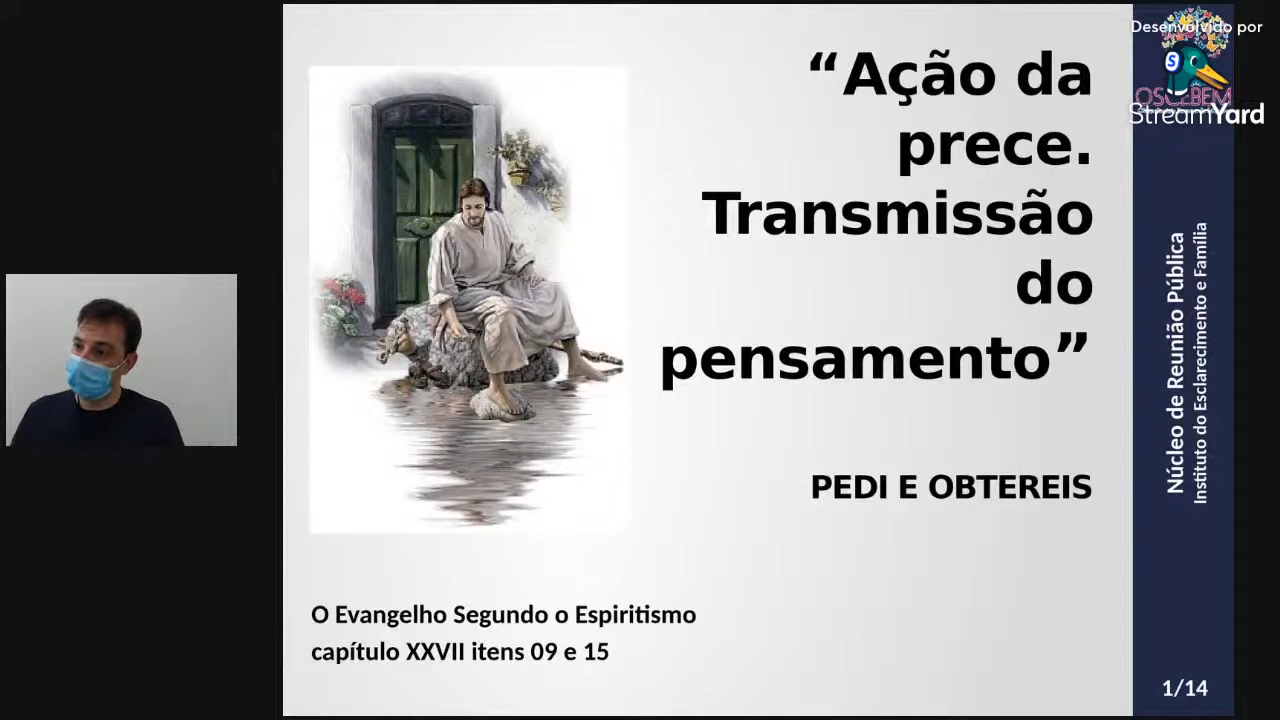 “Ação da
prece.
Transmissão
do
pensamento”
PEDI E OBTEREIS
O Evangelho Segundo o Espiritismo
capítulo XXVII itens 09 e 15
Desenvolvido por
S
OSCEBEM
StreamYard
Núcleo de Reunião Pública
Instituto do Esclarecimento e Família
1/14